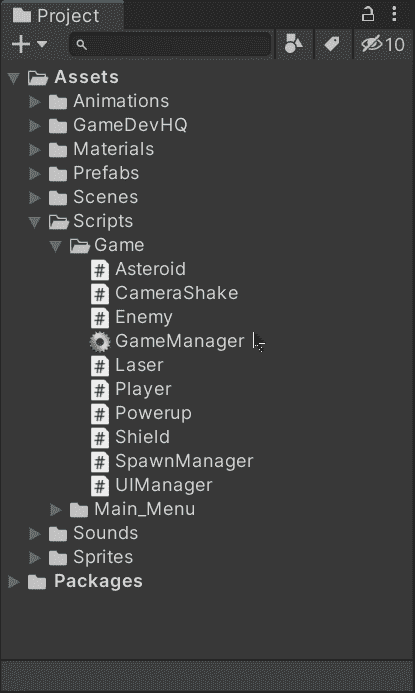 Project
10
Assets
Animations
GameDevHQ
Materials
Prefabs
Scenes
Scripts
Game
# Asteroid
# CameraShake
# Enemy
GameManager
# Laser
# Player
# Powerup
# Shield
# SpawnManager
# UIManager
Main_Menu
Sounds
Sprites
Packages